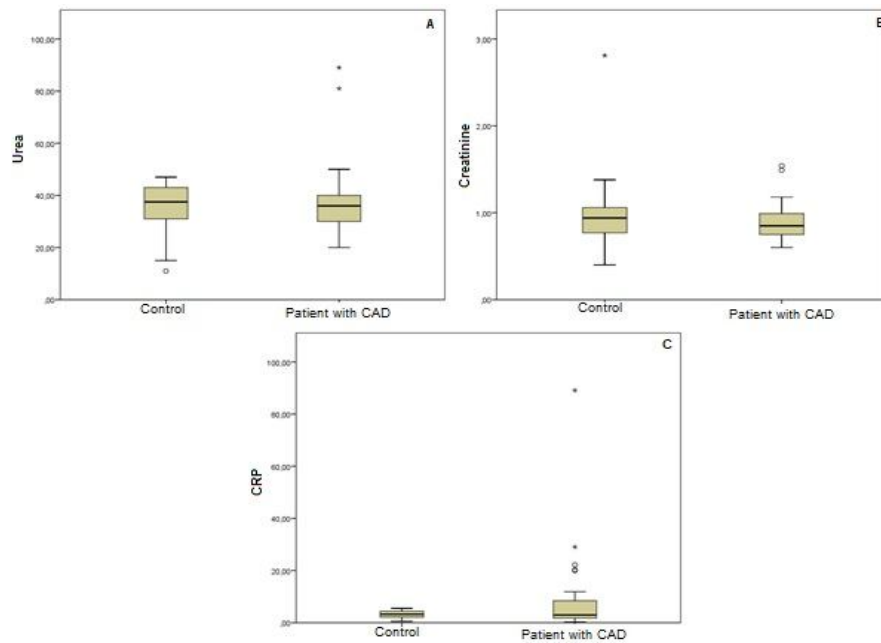 A
100,00
80,00
60,00
40,00
20,00
,00
Urea
Control
Patient with CAD
B
3,00
2,00
1,00
,00
Creatinine
Control
Patient with CAD
C
100,00
80,00
60,00
40,00
20,00
,00
CRP
Control
Patient with CAD